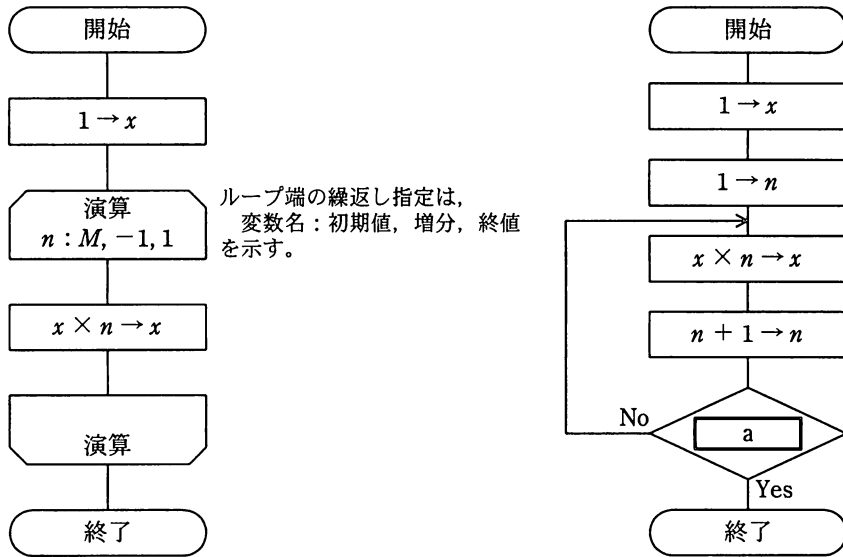 開始
1 → x
演算
n : M, −1, 1
x × n → x
演算
終了
ループ端の繰返し指定は,
変数名：初期値, 増分, 終値
を示す。
開始
1 → x
1 → n
x × n → x
n + 1 → n
No
a
Yes
終了